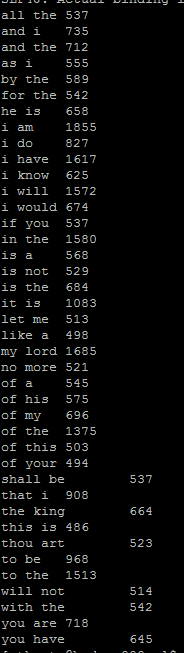 all the 537
and i 735
and the 712
as i 555
by the 589
for the 542
he is 658
i am 1855
i do 827
i have 1617
i know 625
i will 1572
i would 674
if you 537
in the 1580
is a 568
is not 529
is the 684
it is 1083
let me 513
like a 498
my lord 1685
no more 521
of a 545
of his 575
of my 696
of the 1375
of this 503
of your 494
shall be 537
that i 908
the king 664
this is 486
thou art 523
to be 968
to the 1513
will not 514
with the 542
you are 718
you have 645